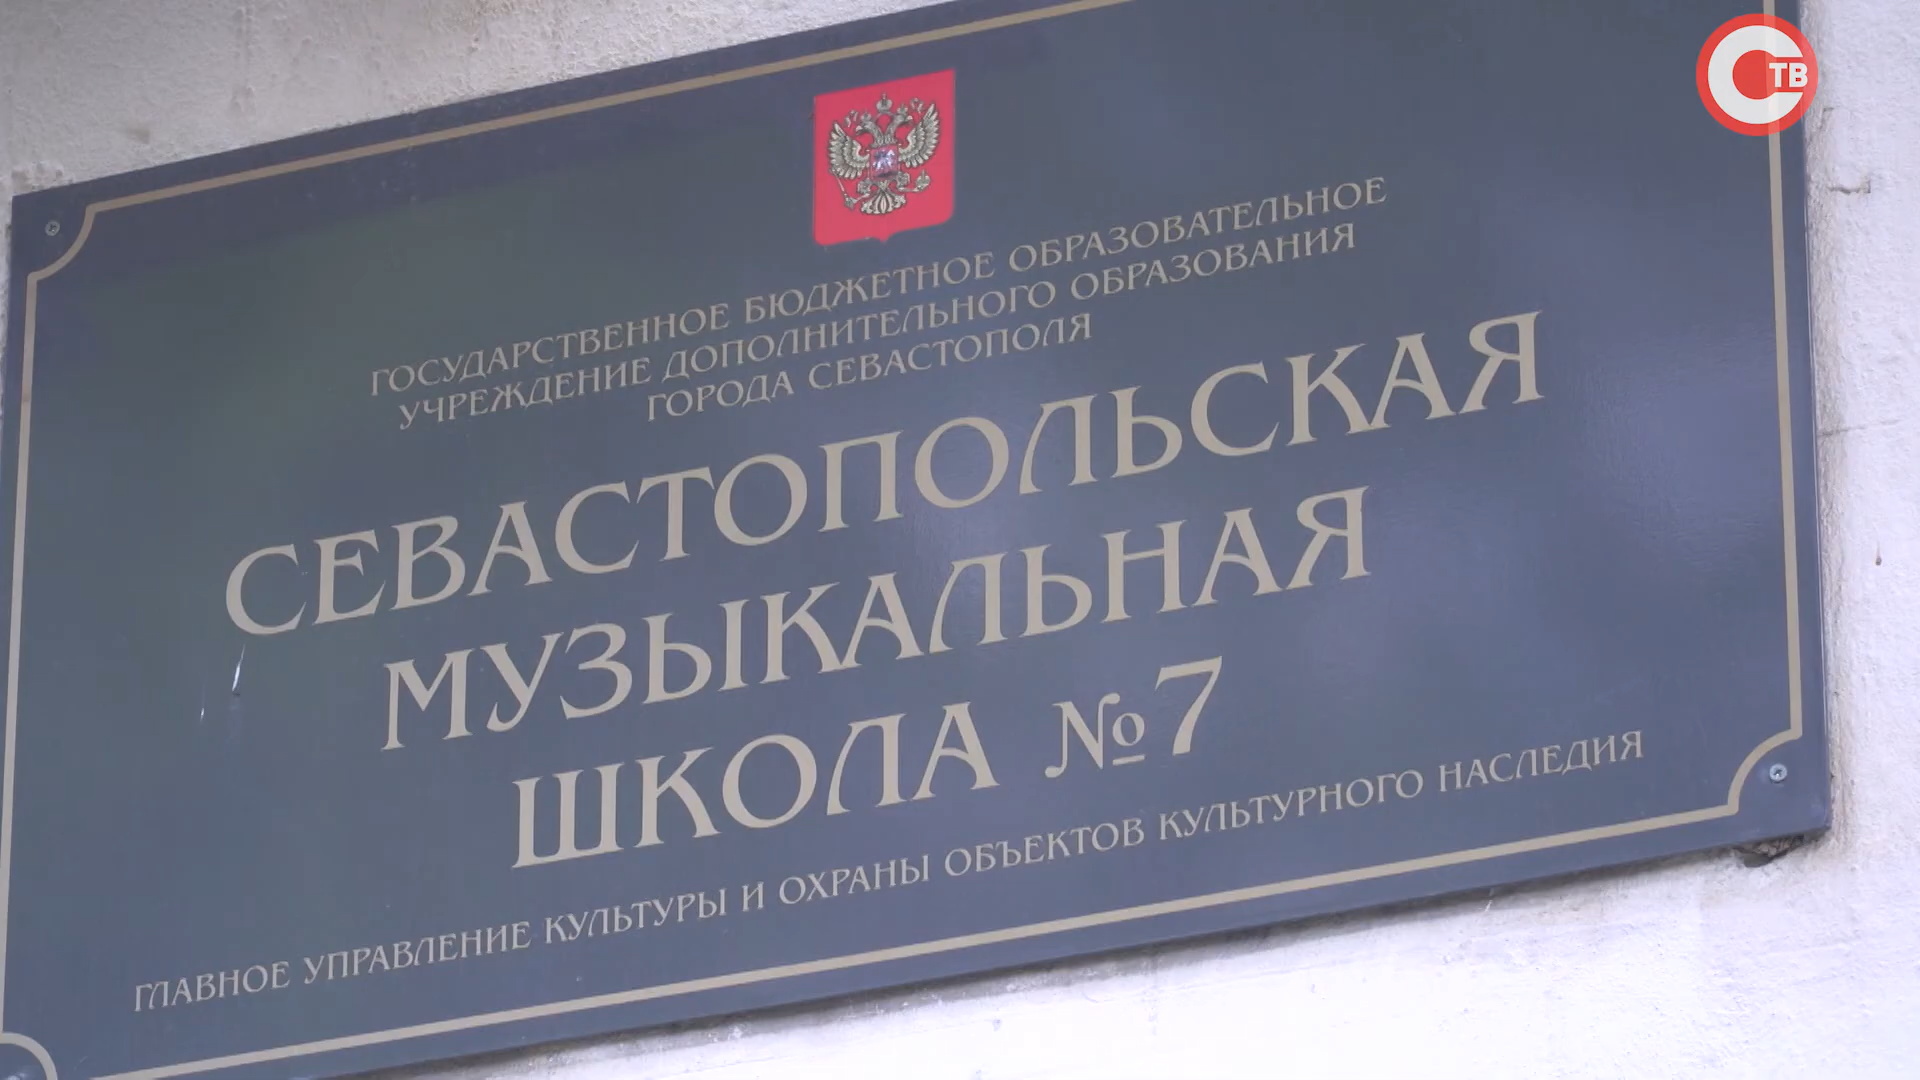 СТВ
ГОСУДАРСТВЕННОЕ БЮДЖЕТНОЕ ОБРАЗОВАТЕЛЬНОЕ
УЧРЕЖДЕНИЕ ДОПОЛНИТЕЛЬНОГО ОБРАЗОВАНИЯ
ГОРОДА СЕВАСТОПОЛЯ
СЕВАСТОПОЛЬСКАЯ
МУЗЫКАЛЬНАЯ
ШКОЛА №7
ГЛАВНОЕ УПРАВЛЕНИЕ КУЛЬТУРЫ И ОХРАНЫ ОБЪЕКТОВ КУЛЬТУРНОГО НАСЛЕДИЯ